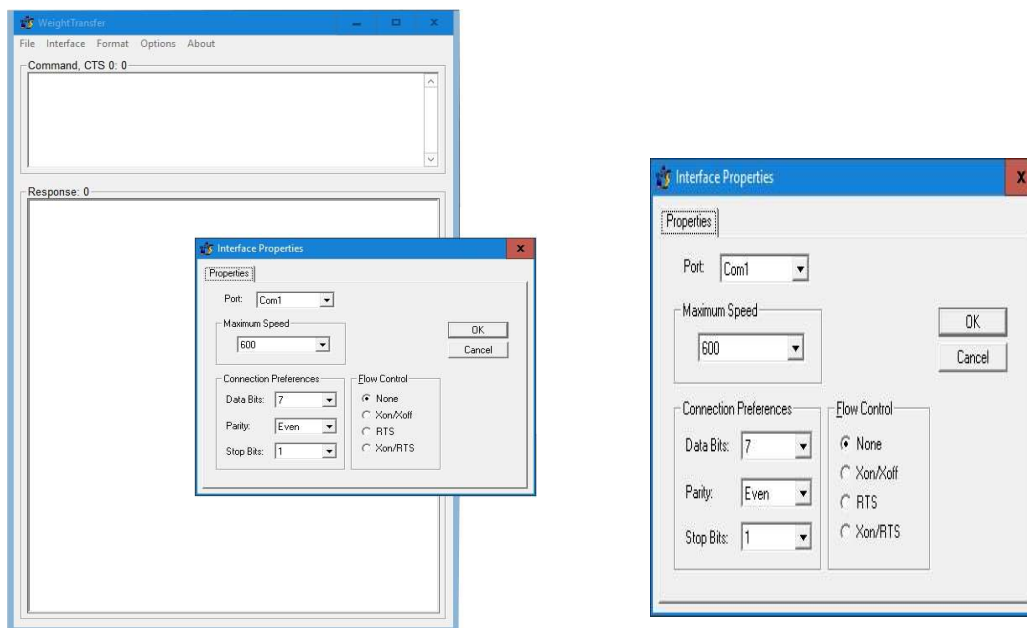 WeightTransfer
File Interface Format Options About
Command, CTS 0: 0
Response: 0
Interface Properties
Properties
Port: Com1
Maximum Speed
600
OK
Cancel
Connection Preferences
Data Bits: 7
Parity: Even
Stop Bits: 1
Flow Control
None
Xon/Xoff
RTS
Xon/RTS
Interface Properties
Properties
Port: Com1
Maximum Speed
600
OK
Cancel
Connection Preferences
Data Bits: 7
Parity: Even
Stop Bits: 1
Flow Control
None
Xon/Xoff
RTS
Xon/RTS